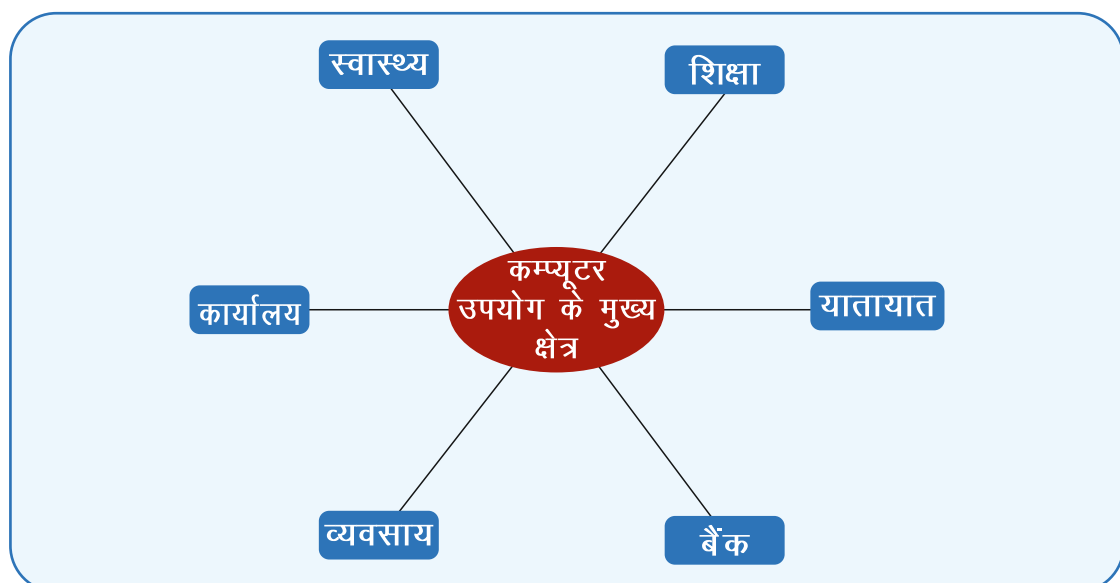 स्वास्थ्य
शिक्षा
कम्प्यूटर
उपयोग के मुख्य
क्षेत्र
कार्यालय
यातायात
व्यवसाय
बैंक